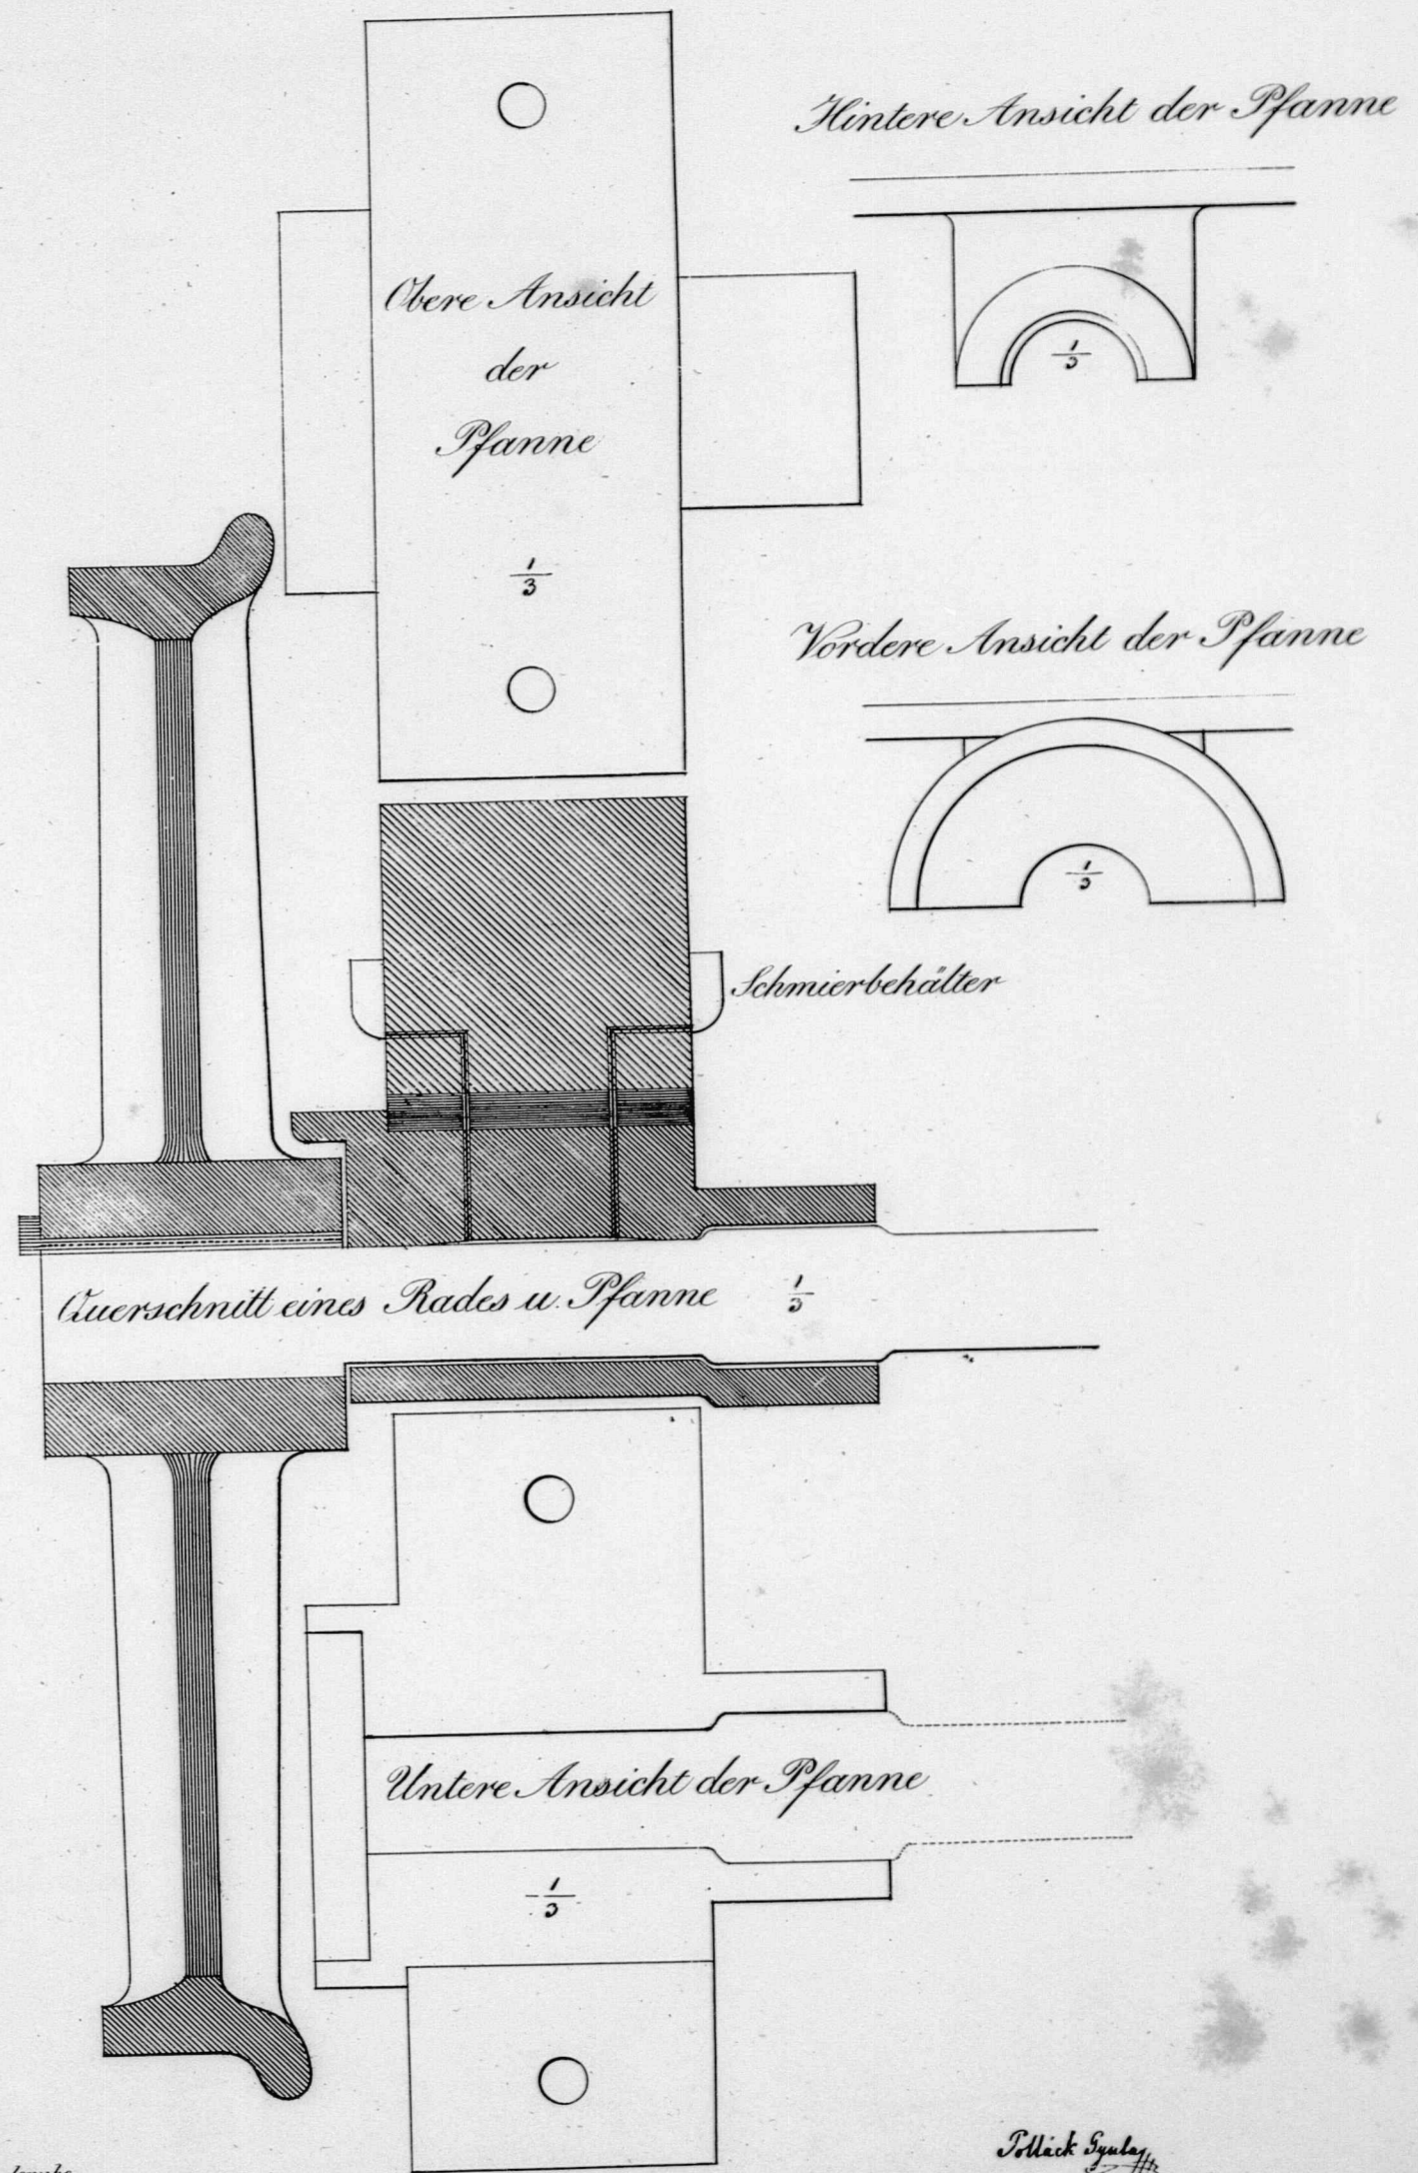 Hintere Ansicht der Pfanne
1/3
Obere Ansicht
der
Pfanne
1/3
Vordere Ansicht der Pfanne
1/3
Schmierbehälter
Querschnitt eines Rades u. Pfanne 1/3
Untere Ansicht der Pfanne
1/3
Pollàck Gyula